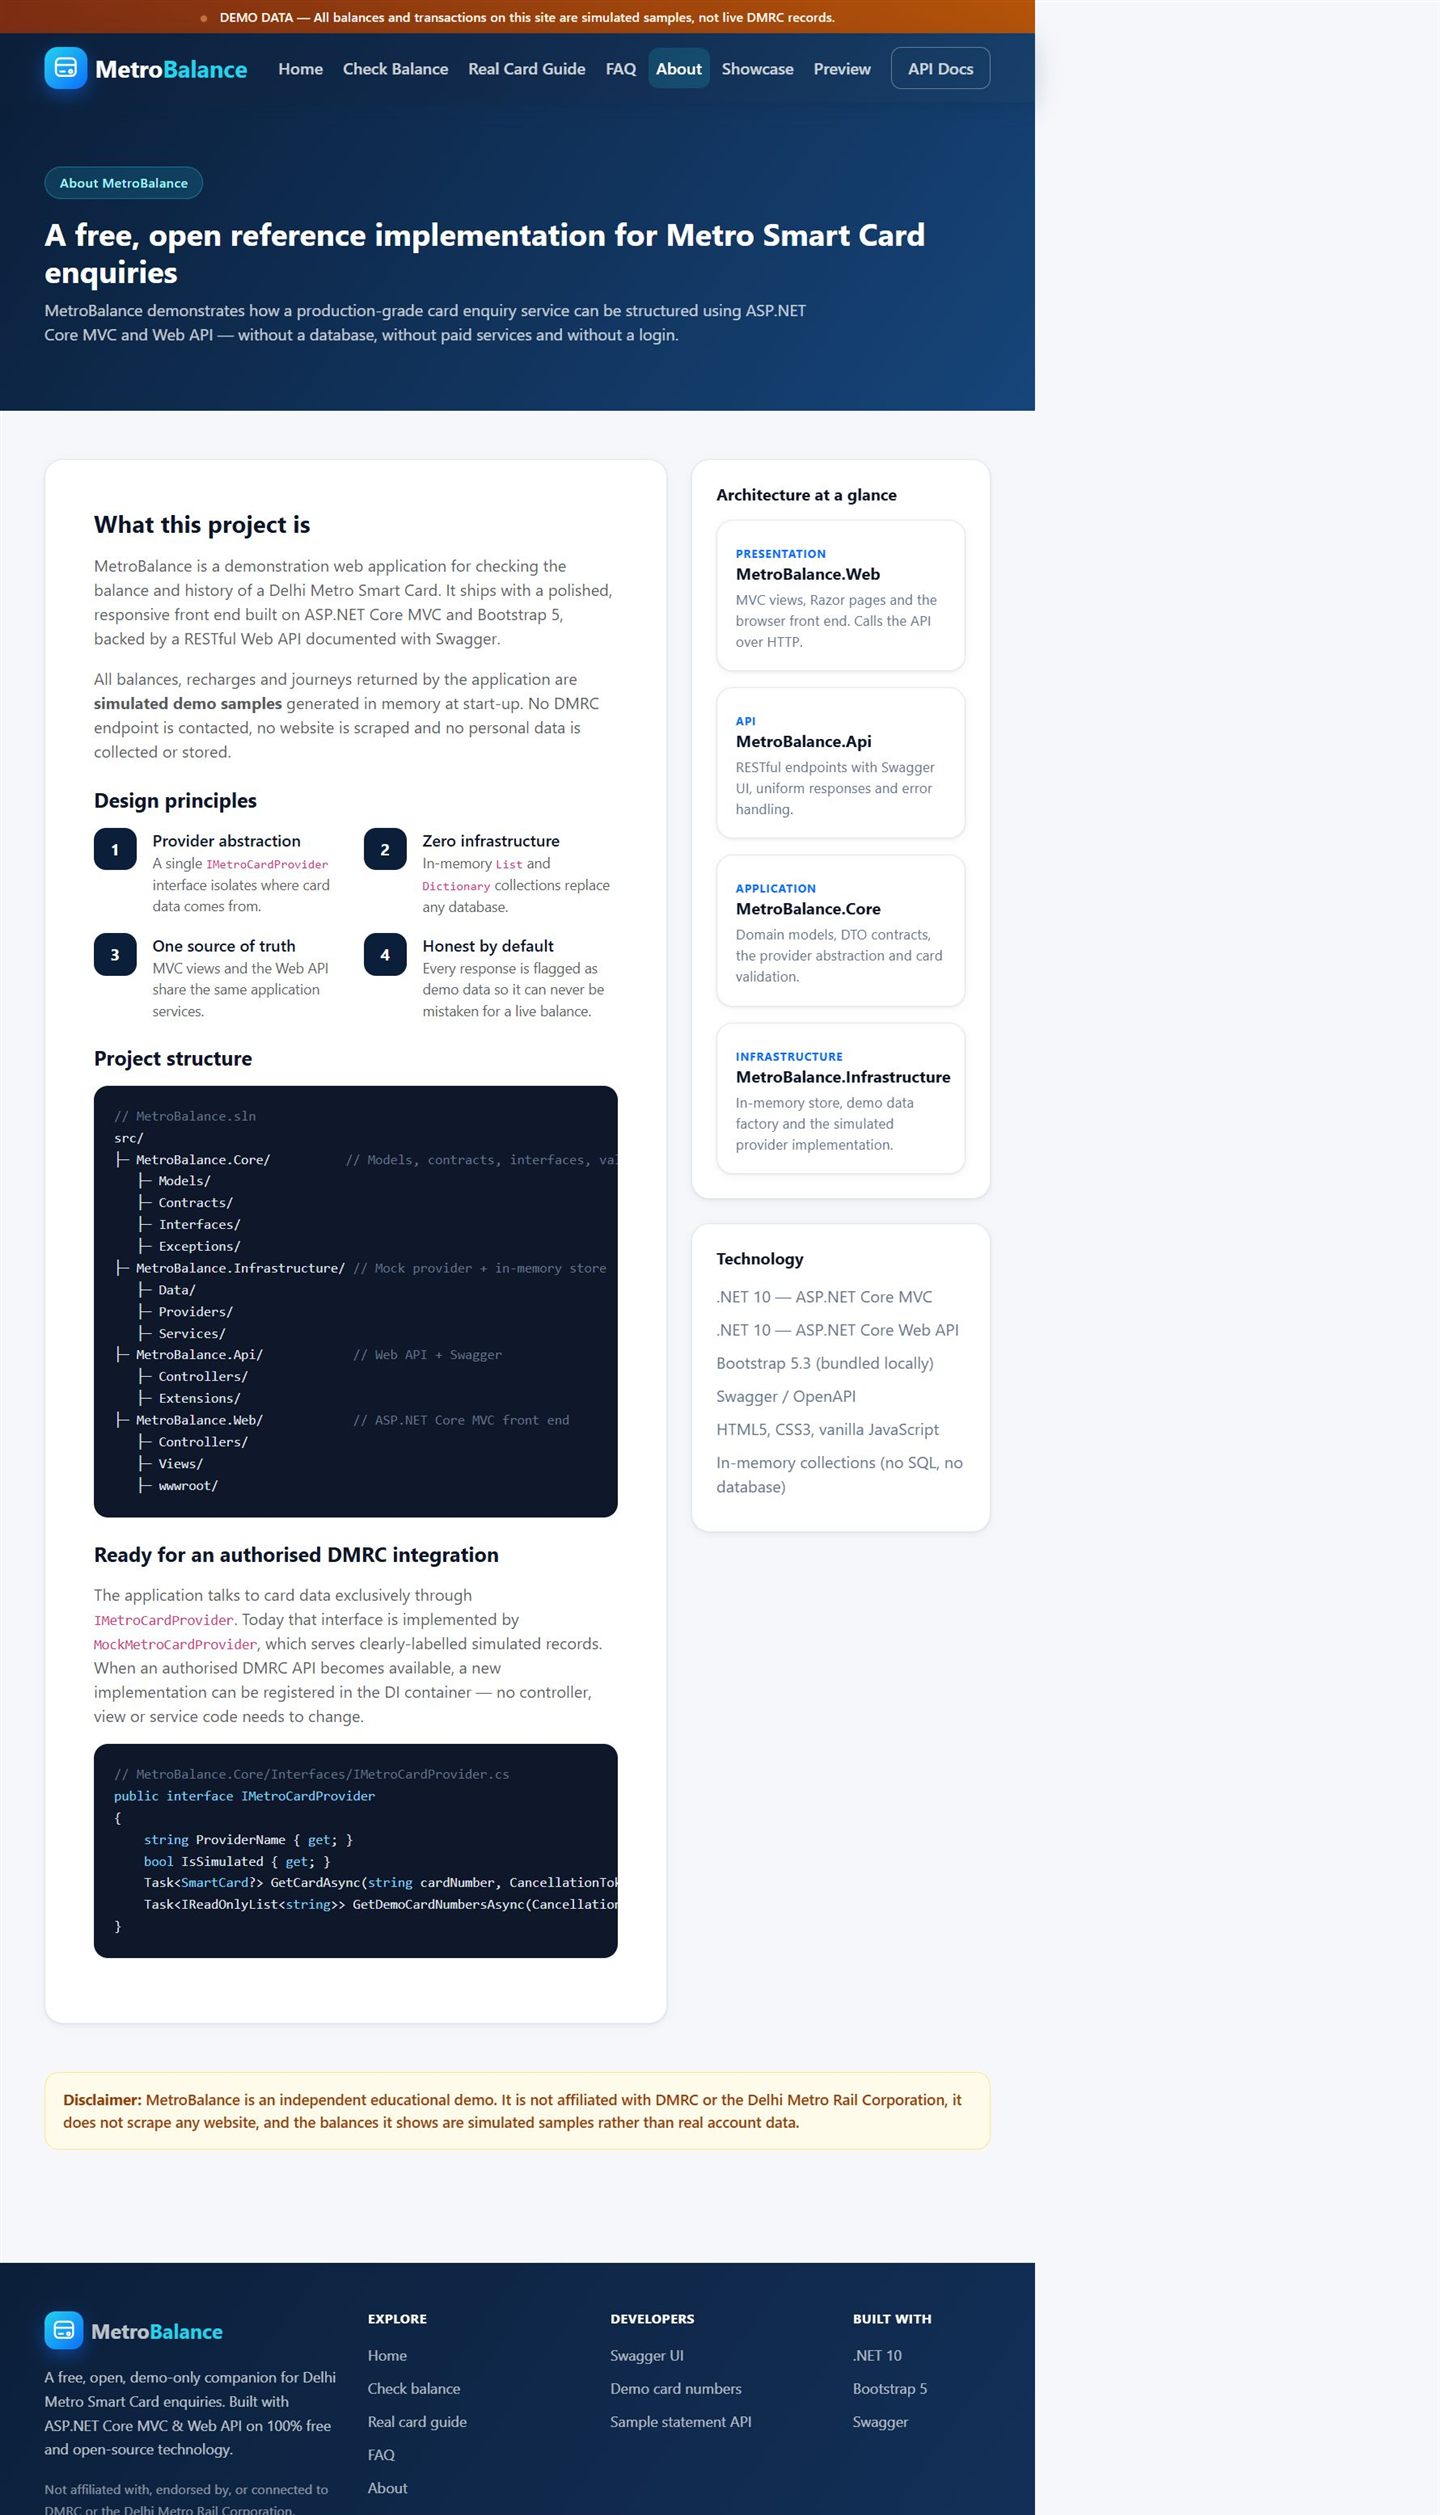 DEMO DATA — All balances and transactions on this site are simulated samples, not live DMRC records.
MetroBalance
Home
Check Balance
Real Card Guide
FAQ
About
Showcase
Preview
API Docs
About MetroBalance
A free, open reference implementation for Metro Smart Card
enquiries
MetroBalance demonstrates how a production-grade card enquiry service can be structured using ASP.NET
Core MVC and Web API — without a database, without paid services and without a login.
What this project is
MetroBalance is a demonstration web application for checking the
balance and history of a Delhi Metro Smart Card. It ships with a polished,
responsive front end built on ASP.NET Core MVC and Bootstrap 5,
backed by a RESTful Web API documented with Swagger.
All balances, recharges and journeys returned by the application are
simulated demo samples generated in memory at start-up. No DMRC
endpoint is contacted, no website is scraped and no personal data is
collected or stored.
Design principles
1
Provider abstraction
A single IMetroCardProvider
interface isolates where card
data comes from.
2
Zero infrastructure
In-memory List and
Dictionary collections replace
any database.
3
One source of truth
MVC views and the Web API
share the same application
services.
4
Honest by default
Every response is flagged as
demo data so it can never be
mistaken for a live balance.
Project structure
// MetroBalance.sln
src/
├─ MetroBalance.Core/          // Models, contracts, interfaces, val
   ├─ Models/
   ├─ Contracts/
   ├─ Interfaces/
   ├─ Exceptions/
├─ MetroBalance.Infrastructure/ // Mock provider + in-memory store
   ├─ Data/
   ├─ Providers/
   ├─ Services/
├─ MetroBalance.Api/            // Web API + Swagger
   ├─ Controllers/
   ├─ Extensions/
├─ MetroBalance.Web/            // ASP.NET Core MVC front end
   ├─ Controllers/
   ├─ Views/
   ├─ wwwroot/
Ready for an authorised DMRC integration
The application talks to card data exclusively through
IMetroCardProvider. Today that interface is implemented by
MockMetroCardProvider, which serves clearly-labelled simulated records.
When an authorised DMRC API becomes available, a new
implementation can be registered in the DI container — no controller,
view or service code needs to change.
// MetroBalance.Core/Interfaces/IMetroCardProvider.cs
public interface IMetroCardProvider
{
    string ProviderName { get; }
    bool IsSimulated { get; }
    Task<SmartCard?> GetCardAsync(string cardNumber, CancellationTok
    Task<IReadOnlyList<string>> GetDemoCardNumbersAsync(Cancellation
}
Architecture at a glance
PRESENTATION
MetroBalance.Web
MVC views, Razor pages and the
browser front end. Calls the API
over HTTP.
API
MetroBalance.Api
RESTful endpoints with Swagger
UI, uniform responses and error
handling.
APPLICATION
MetroBalance.Core
Domain models, DTO contracts,
the provider abstraction and card
validation.
INFRASTRUCTURE
MetroBalance.Infrastructure
In-memory store, demo data
factory and the simulated
provider implementation.
Technology
.NET 10 — ASP.NET Core MVC
.NET 10 — ASP.NET Core Web API
Bootstrap 5.3 (bundled locally)
Swagger / OpenAPI
HTML5, CSS3, vanilla JavaScript
In-memory collections (no SQL, no
database)
Disclaimer: MetroBalance is an independent educational demo. It is not affiliated with DMRC or the Delhi Metro Rail Corporation, it
does not scrape any website, and the balances it shows are simulated samples rather than real account data.
MetroBalance
A free, open, demo-only companion for Delhi
Metro Smart Card enquiries. Built with
ASP.NET Core MVC & Web API on 100% free
and open-source technology.
Not affiliated with, endorsed by, or connected to
DMRC or the Delhi Metro Rail Corporation.
EXPLORE
Home
Check balance
Real card guide
FAQ
About
DEVELOPERS
Swagger UI
Demo card numbers
Sample statement API
BUILT WITH
.NET 10
Bootstrap 5
Swagger